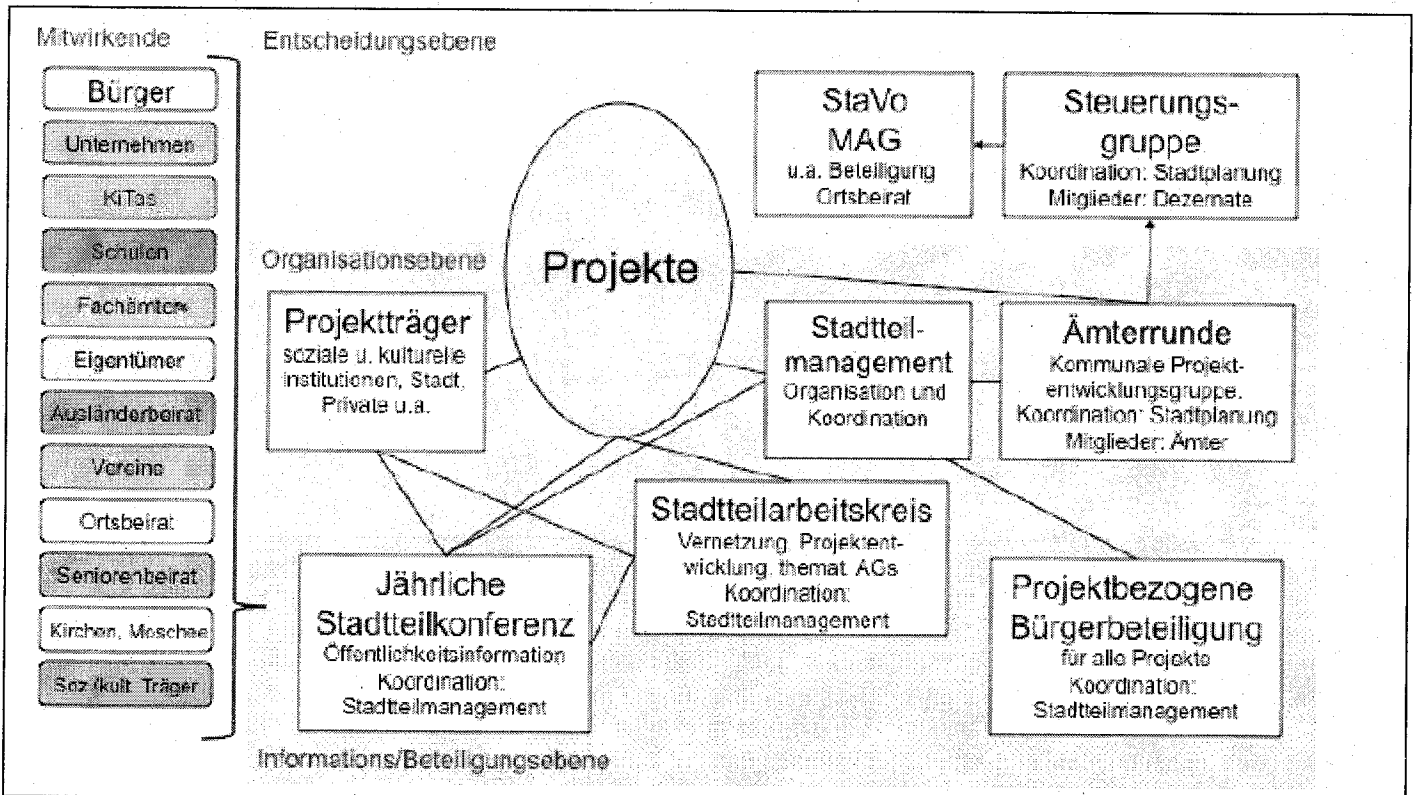 Mitwirkende
Bürger
Unternehmen
KiTas
Schulen
Fachämter
Eigentümer
Ausländerbeirat
Vereine
Ortsbeirat
Seniorenbeirat
Kirchen, Moschee
Soz./kult. Träger
Entscheidungsebene
Projekte
StaVo
MAG
u.a. Beteiligung
Ortsbeirat
Steuerungs-
gruppe
Koordination: Stadtplanung
Mitglieder: Dezernate
Organisationsebene
Projektträger
soziale u. kulturelle
Institutionen, Stadt,
Private u.a.
Stadtteil-
management
Organisation und
Koordination
Ämterrunde
Kommunale Projekt-
entwicklungsgruppe.
Koordination: Stadtplanung
Mitglieder: Ämter
Stadtteilarbeitskreis
Vernetzung, Projektent-
wicklung, themat. AGs
Koordination:
Stadtteilmanagement
Jährliche
Stadtteilkonferenz
Öffentlichkeitsinformation
Koordination:
Stadtteilmanagement
Projektbezogene
Bürgerbeteiligung
für alle Projekte
Koordination:
Stadtteilmanagement
Informations/Beteiligungsebene